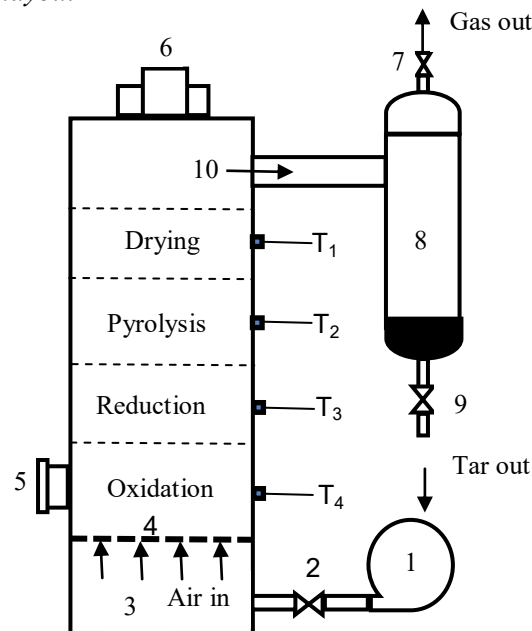 Gas out
6
7
10
Drying
T1
8
Pyrolysis
T2
Reduction
T3
9
5
Oxidation
T4
Tar out
4
2
1
3
Air in